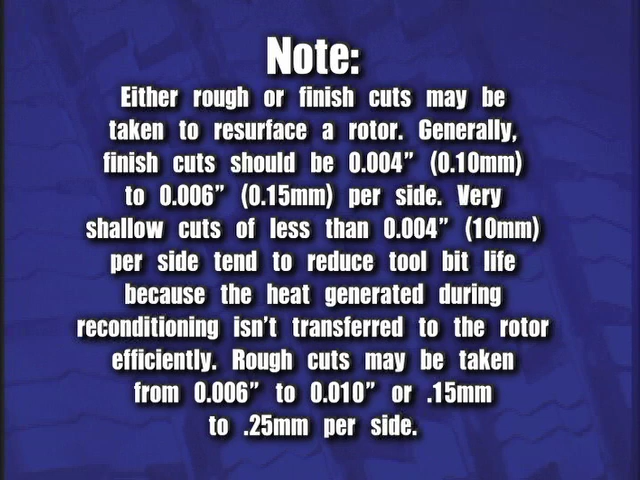 Note:
Either rough or finish cuts may be
taken to resurface a rotor. Generally,
finish cuts should be 0.004” (0.10mm)
to 0.006” (0.15mm) per side. Very
shallow cuts of less than 0.004” (10mm)
per side tend to reduce tool bit life
because the heat generated during
reconditioning isn’t transferred to the rotor
efficiently. Rough cuts may be taken
from 0.006” to 0.010” or .15mm
to .25mm per side.